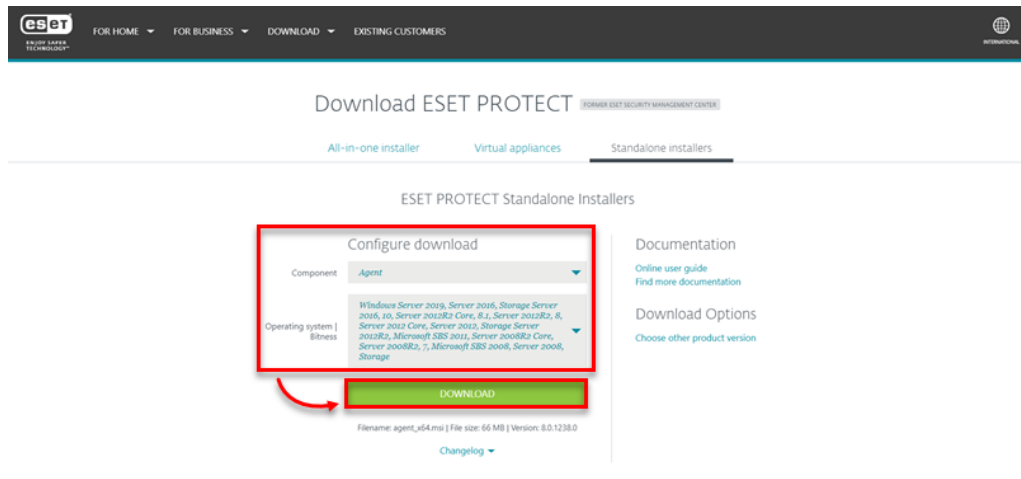 eset
ENJOY SAFER
TECHNOLOGY™
FOR HOME
FOR BUSINESS
DOWNLOAD
EXISTING CUSTOMERS
INTERNATIONAL
Download ESET PROTECT
FORMER ESET SECURITY MANAGEMENT CENTER
All-in-one installer
Virtual appliances
Standalone installers
ESET PROTECT Standalone Installers
Configure download
Component
Agent
Operating system |
Bitness
Windows Server 2019, Server 2016, Storage Server
2016, 10, Server 2012R2 Core, 8.1, Server 2012R2, 8,
Server 2012 Core, Server 2012, Storage Server
2012R2, Microsoft SBS 2011, Server 2008R2 Core,
Server 2008R2, 7, Microsoft SBS 2008, Server 2008,
Storage
DOWNLOAD
Filename: agent_x64.msi | File size: 66 MB | Version: 8.0.1238.0
Changelog
Documentation
Online user guide
Find more documentation
Download Options
Choose other product version